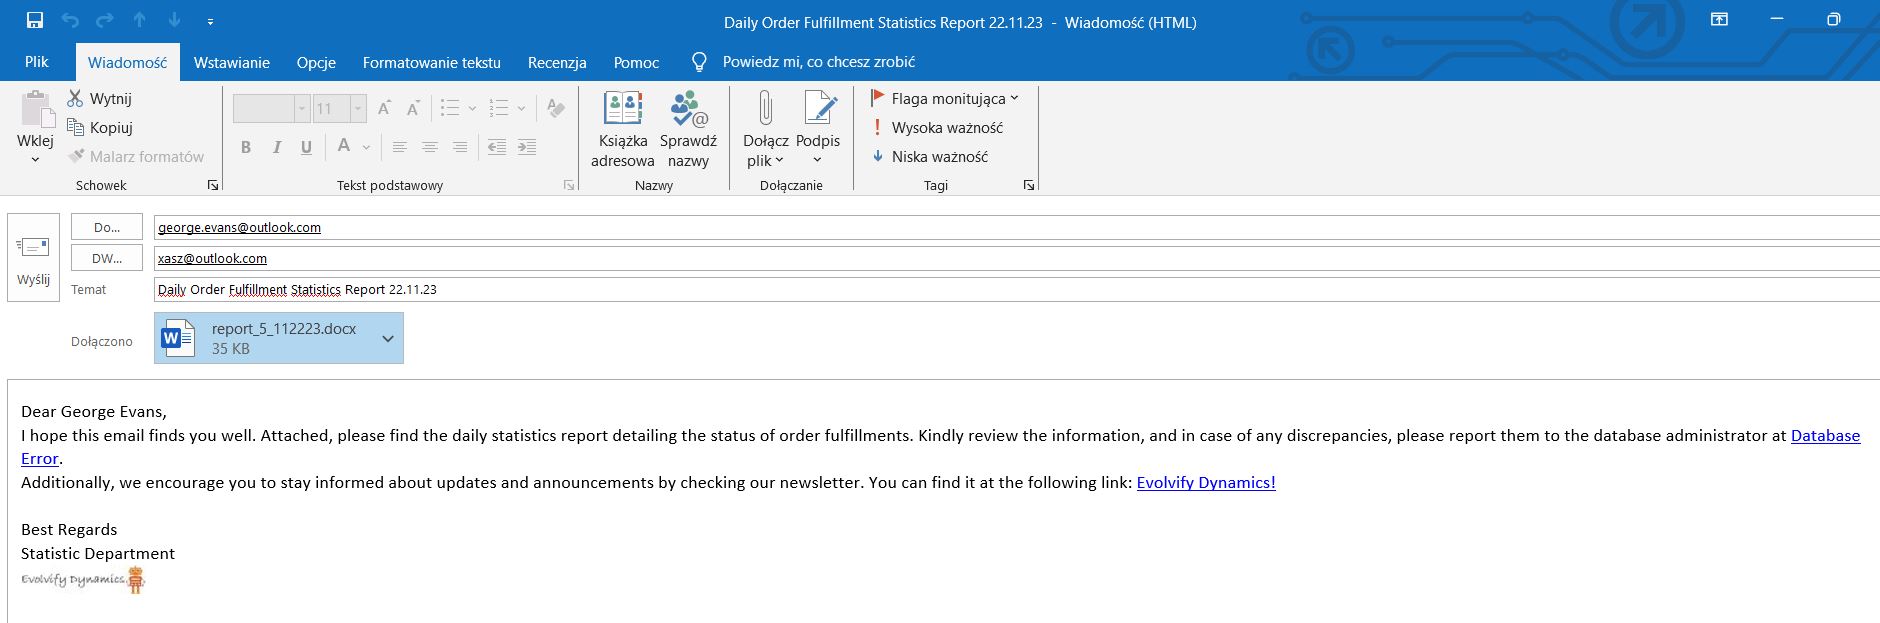 Daily Order Fulfillment Statistics Report 22.11.23 - Wiadomość (HTML)
Plik Wiadomość Wstawianie Opcje Formatowanie tekstu Recenzja Pomoc Powiedz mi, co chcesz zrobić
Wklej
Wytnij
Kopiuj
Malarz formatów
Schowek
11
B I U A
Tekst podstawowy
Książka adresowa
Sprawdź nazwy
Nazwy
Dołącz plik
Podpis
Dołączanie
Flaga monitująca
Wysoka ważność
Niska ważność
Tagi
Wyślij
Do... george.evans@outlook.com
DW... xasz@outlook.com
Temat Daily Order Fulfillment Statistics Report 22.11.23
Dołączono report_5_112223.docx
35 KB
Dear George Evans,
I hope this email finds you well. Attached, please find the daily statistics report detailing the status of order fulfillments. Kindly review the information, and in case of any discrepancies, please report them to the database administrator at Database
Error.
Additionally, we encourage you to stay informed about updates and announcements by checking our newsletter. You can find it at the following link: Evolvify Dynamics!
Best Regards
Statistic Department
Evolvify Dynamics